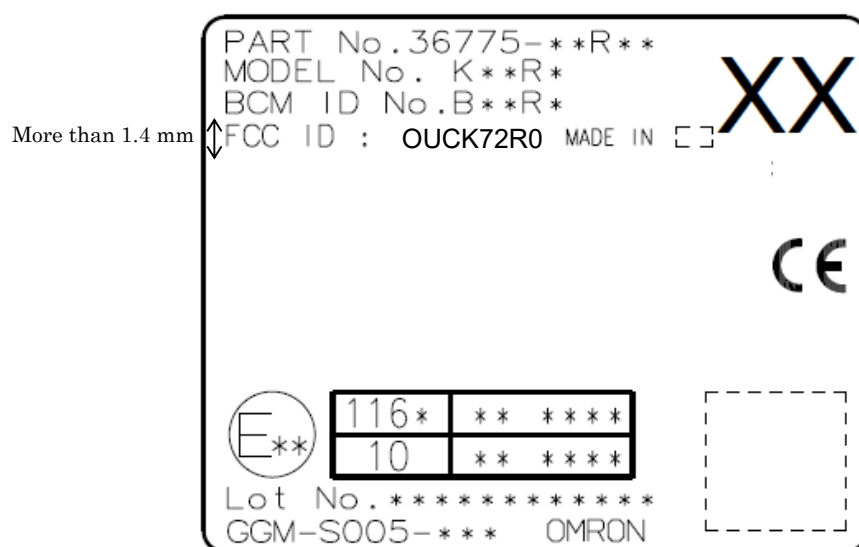 PART No.36775-**R**
MODEL No. K**R*
BCM ID No.B**R*
XX
More than 1.4 mm
FCC ID : OUCK72R0 MADE IN
CE
E**
116* ** ****
10 ** ****
Lot No.************
GGM-S005-*** OMRON